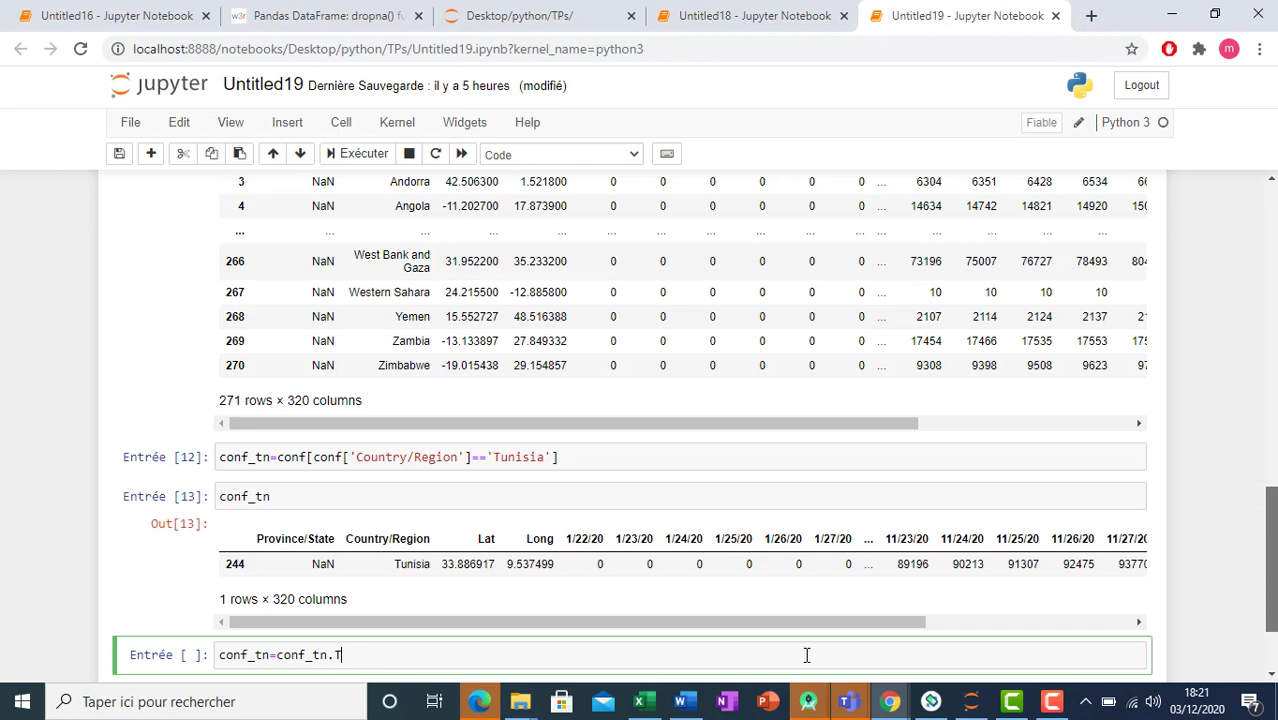 Untitled16 - Jupyter Notebook
w3r Pandas DataFrame: dropna() fu
Desktop/python/TPs/
Untitled18 - Jupyter Notebook
Untitled19 - Jupyter Notebook
localhost:8888/notebooks/Desktop/python/TPs/Untitled19.ipynb?kernel_name=python3
m
jupyter Untitled19 Dernière Sauvegarde : il y a 5 heures (modifié)
Logout
File Edit View Insert Cell Kernel Widgets Help Fiable Python 3
Exécuter Code
3 NaN Andorra 42.506300 1.521800 0 0 0 0 0 0 ... 6304 6351 6428 6534 66
4 NaN Angola -11.202700 17.873900 0 0 0 0 0 0 ... 14634 14742 14821 14920 150
... ... ... ... ... ... ... ... ... ... ... ... ... ... ... ...
266 NaN West Bank and Gaza 31.952200 35.233200 0 0 0 0 0 0 ... 73196 75007 76727 78493 804
267 NaN Western Sahara 24.215500 -12.885800 0 0 0 0 0 0 ... 10 10 10 10
268 NaN Yemen 15.552727 48.516388 0 0 0 0 0 0 ... 2107 2114 2124 2137 21
269 NaN Zambia -13.133897 27.849332 0 0 0 0 0 0 ... 17454 17466 17535 17553 175
270 NaN Zimbabwe -19.015438 29.154857 0 0 0 0 0 0 ... 9308 9398 9508 9623 97
271 rows × 320 columns
Entrée [12]: conf_tn=conf[conf['Country/Region']=='Tunisia']
Entrée [13]: conf_tn
Out[13]:
Province/State Country/Region Lat Long 1/22/20 1/23/20 1/24/20 1/25/20 1/26/20 1/27/20 ... 11/23/20 11/24/20 11/25/20 11/26/20 11/27/20
244 NaN Tunisia 33.886917 9.537499 0 0 0 0 0 0 ... 89196 90213 91307 92475 93770
1 rows × 320 columns
Entrée [ ]: conf_tn=conf_tn.T
Taper ici pour rechercher
18:21
03/12/2020
7